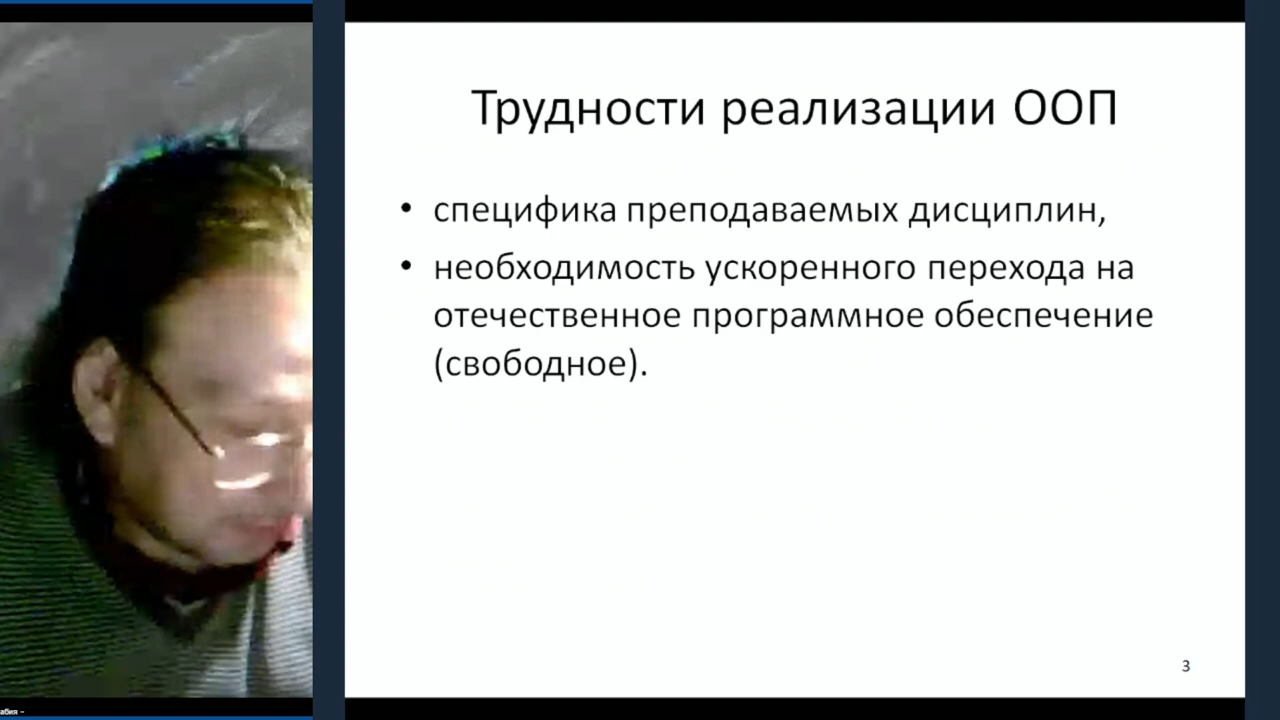 Трудности реализации ООП
• специфика преподаваемых дисциплин,
• необходимость ускоренного перехода на
отечественное программное обеспечение
(свободное).
3